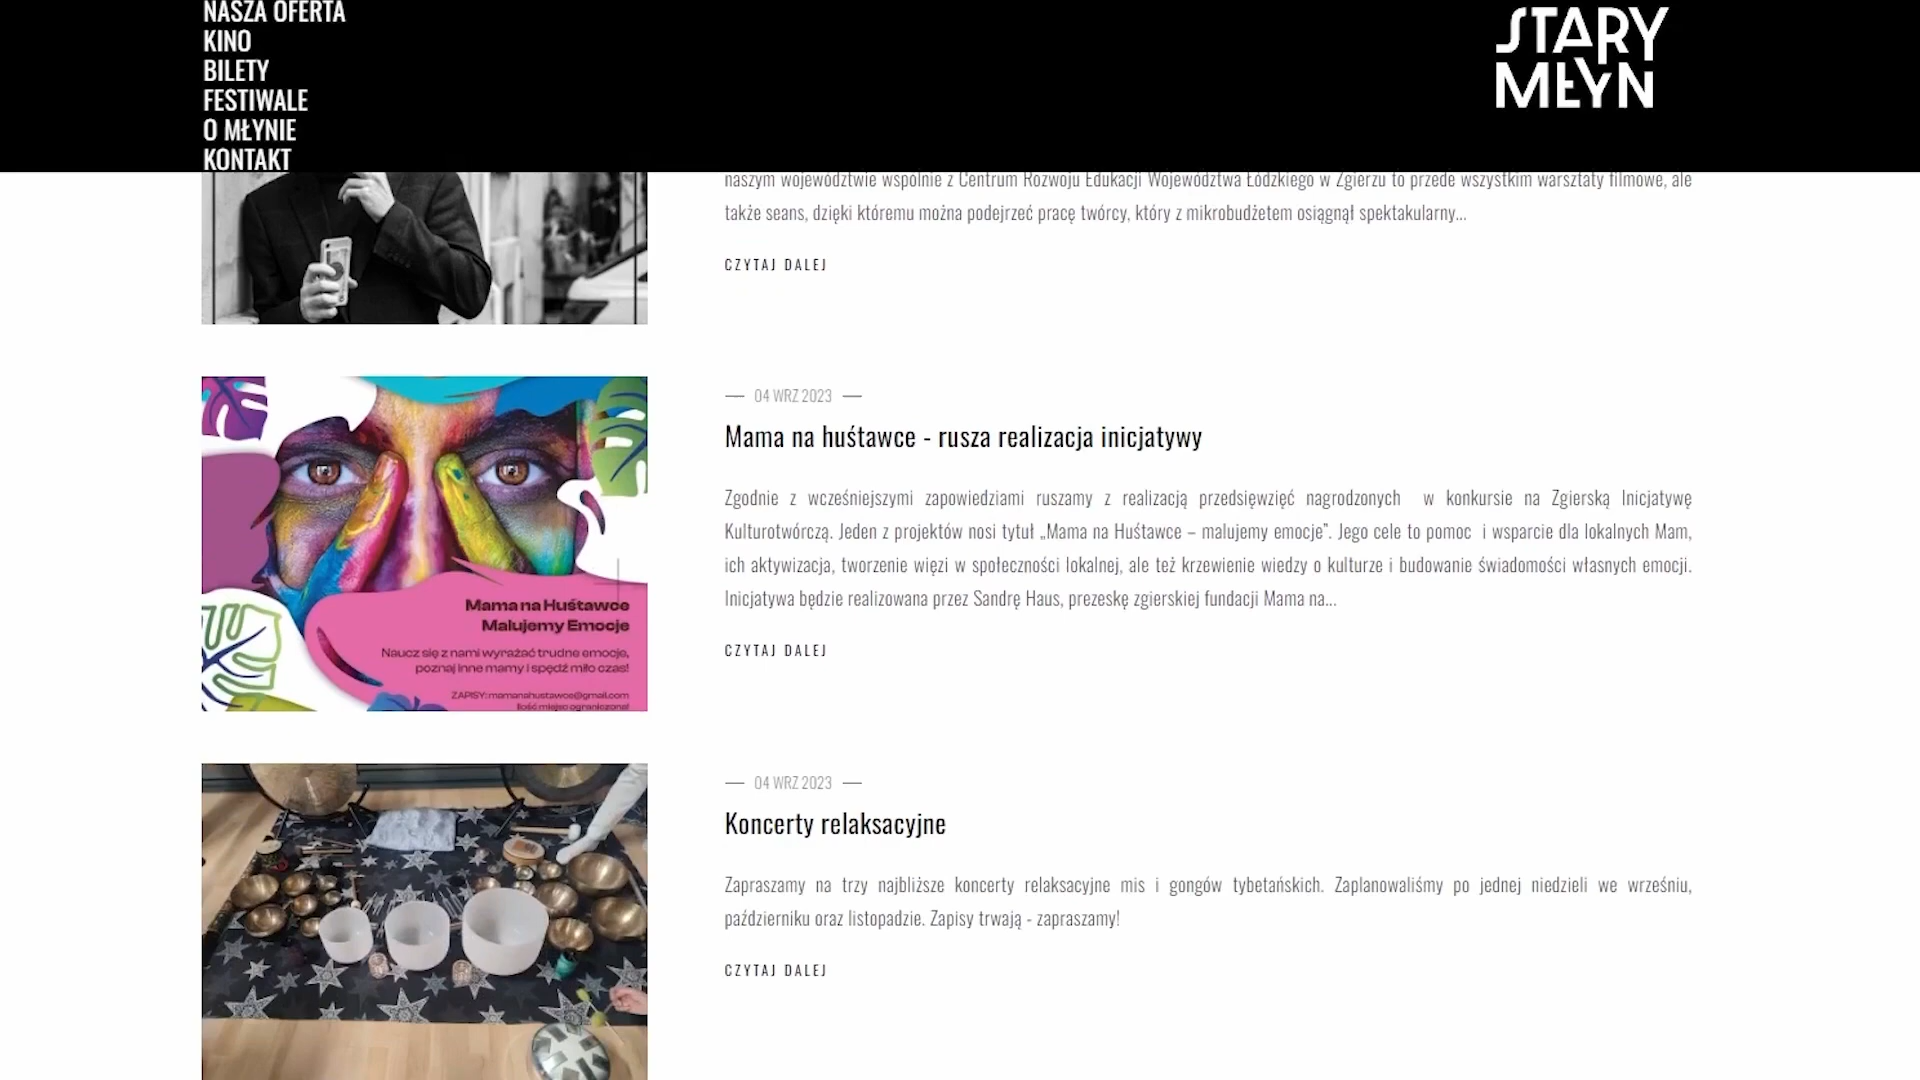 NASZA OFERTA
KINO
BILETY
FESTIWALE
O MŁYNIE
KONTAKT
STARY
MŁYN
naszym województwie wspólnie z Centrum Rozwoju Edukacji Województwa Łódzkiego w Zgierzu to przede wszystkim warsztaty filmowe, ale
także seans, dzięki któremu można podejrzeć pracę twórcy, który z mikrobudżetem osiągnął spektakularny...
CZYTAJ DALEJ
04 WRZ 2023
Mama na huśtawce - rusza realizacja inicjatywy
Zgodnie z wcześniejszymi zapowiedziami ruszamy z realizacją przedsięwzięć nagrodzonych w konkursie na Zgierską Inicjatywę
Kulturotwórczą. Jeden z projektów nosi tytuł „Mama na Huśtawce – malujemy emocje”. Jego cele to pomoc i wsparcie dla lokalnych Mam,
ich aktywizacja, tworzenie więzi w społeczności lokalnej, ale też krzewienie wiedzy o kulturze i budowanie świadomości własnych emocji.
Inicjatywa będzie realizowana przez Sandrę Haus, prezeskę zgierskiej fundacji Mama na...
CZYTAJ DALEJ
Mama na Huśtawce
Malujemy Emocje
Naucz się z nami wyrażać trudne emocje,
poznaj inne mamy i spędź miło czas!
ZAPISY: mamanahustawce@gmail.com
Ilość miejsc ograniczona!
04 WRZ 2023
Koncerty relaksacyjne
Zapraszamy na trzy najbliższe koncerty relaksacyjne mis i gongów tybetańskich. Zaplanowaliśmy po jednej niedzieli we wrześniu,
październiku oraz listopadzie. Zapisy trwają - zapraszamy!
CZYTAJ DALEJ